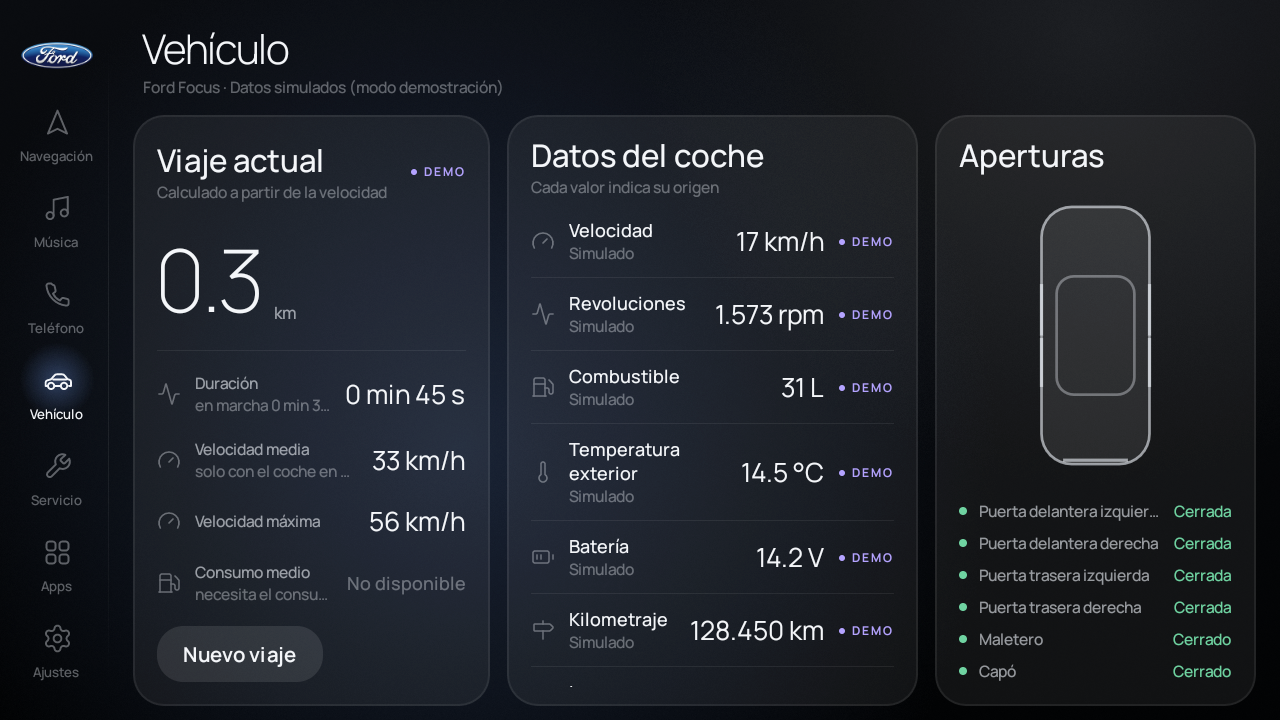 Ford
Vehículo
Ford Focus · Datos simulados (modo demostración)
Navegación
Música
Teléfono
Vehículo
Servicio
Apps
Ajustes
Viaje actual
DEMO
Calculado a partir de la velocidad
0.3 km
Duración
en marcha 0 min 3...
0 min 45 s
Velocidad media
solo con el coche en ...
33 km/h
Velocidad máxima
56 km/h
Consumo medio
necesita el consu...
No disponible
Nuevo viaje
Datos del coche
Cada valor indica su origen
Velocidad
Simulado
17 km/h
DEMO
Revoluciones
Simulado
1.573 rpm
DEMO
Combustible
Simulado
31 L
DEMO
Temperatura
exterior
Simulado
14.5 °C
DEMO
Batería
Simulado
14.2 V
DEMO
Kilometraje
Simulado
128.450 km
DEMO
Aperturas
Puerta delantera izquier... Cerrada
Puerta delantera derecha Cerrada
Puerta trasera izquierda Cerrada
Puerta trasera derecha Cerrada
Maletero Cerrado
Capó Cerrado